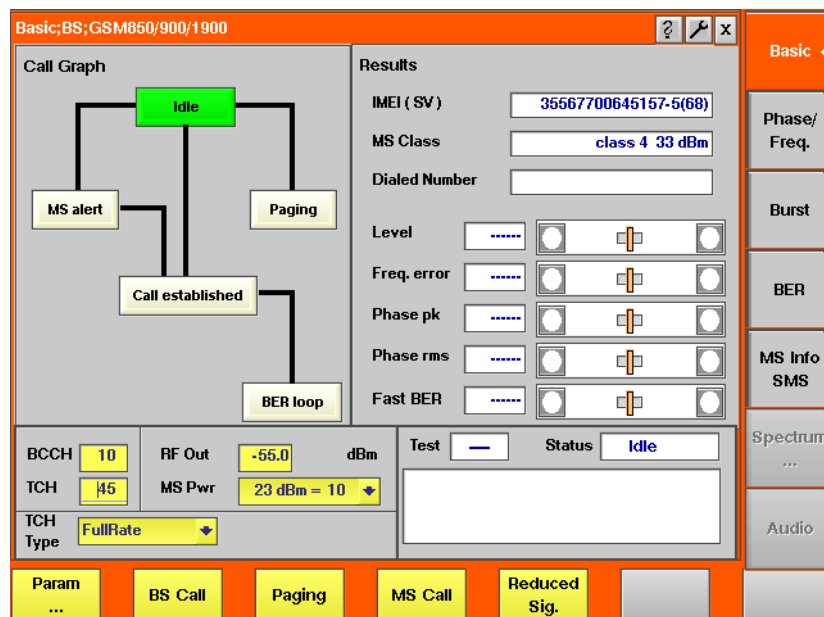 Basic;BS;GSM850/900/1900
?
x
Basic
Call Graph
Results
Idle
IMEI ( SV )
35567700645157-5(68)
Phase/
Freq.
MS Class
class 4 33 dBm
Dialed Number
MS alert
Paging
Burst
Level
------
Freq. error
------
Call established
BER
Phase pk
------
Phase rms
------
MS Info
SMS
BER loop
Fast BER
------
BCCH 10
RF Out -55.0 dBm
Test —
Status Idle
Spectrum
...
TCH 45
MS Pwr 23 dBm = 10
TCH
Type
FullRate
Audio
Param
...
BS Call
Paging
MS Call
Reduced
Sig.